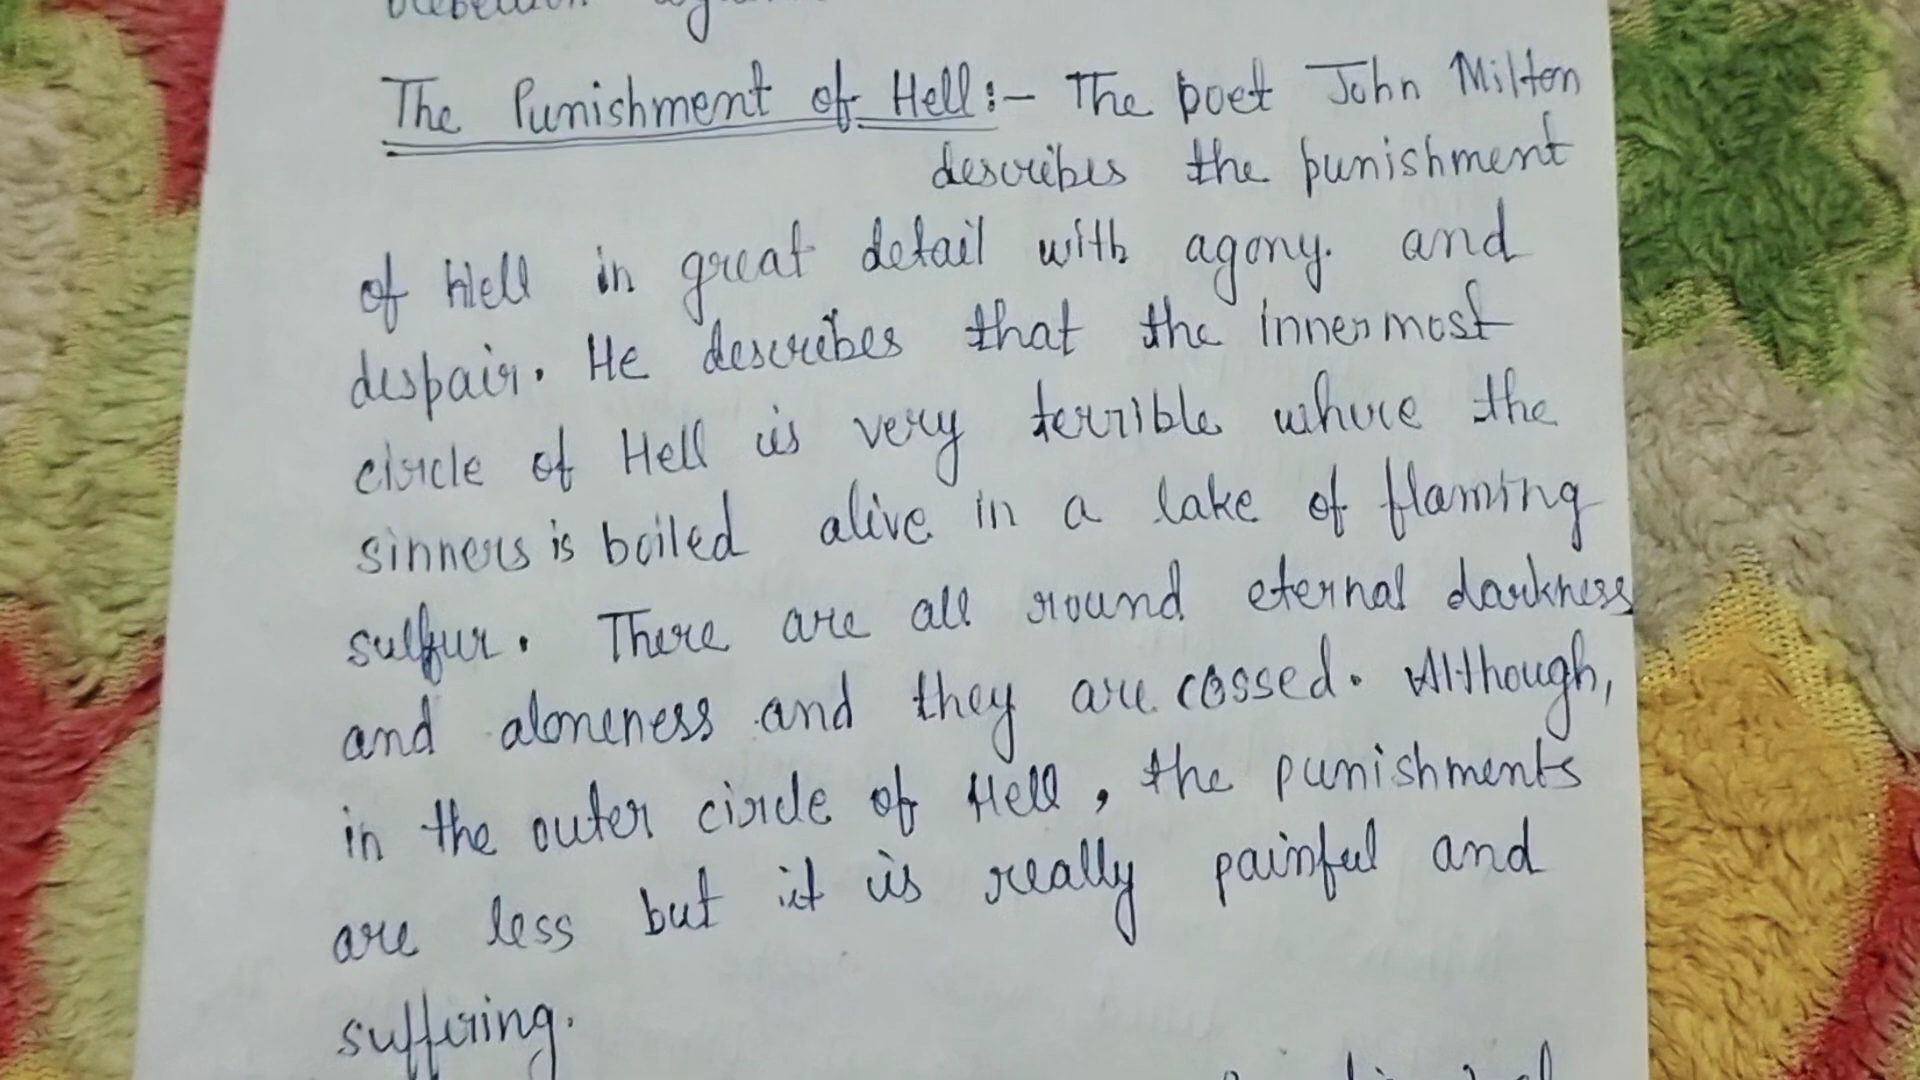 The Punishment of Hell:- The poet John Milton
describes the punishment
of Hell in great detail with agony. and
despair. He describes that the innermost
circle of Hell is very terrible where the
sinners is boiled alive in a lake of flaming
sulfur. There are all round eternal darkness
and aloneness and they are cossed. Although,
in the outer circle of Hell, the punishments
are less but it is really painful and
suffering.